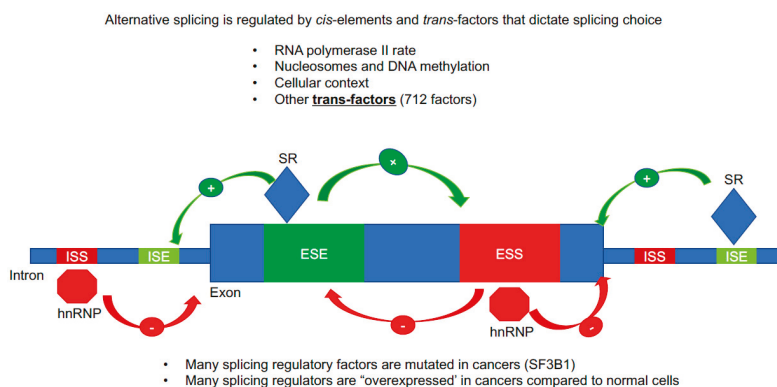 Alternative splicing is regulated by cis-elements and trans-factors that dictate splicing choice
• RNA polymerase II rate
• Nucleosomes and DNA methylation
• Cellular context
• Other trans-factors (712 factors)
SR
SR
+
+
+
ISS
ISE
ESE
ESS
ISS
ISE
Intron
Exon
hnRNP
hnRNP
-
-
-
• Many splicing regulatory factors are mutated in cancers (SF3B1)
• Many splicing regulators are “overexpressed’ in cancers compared to normal cells